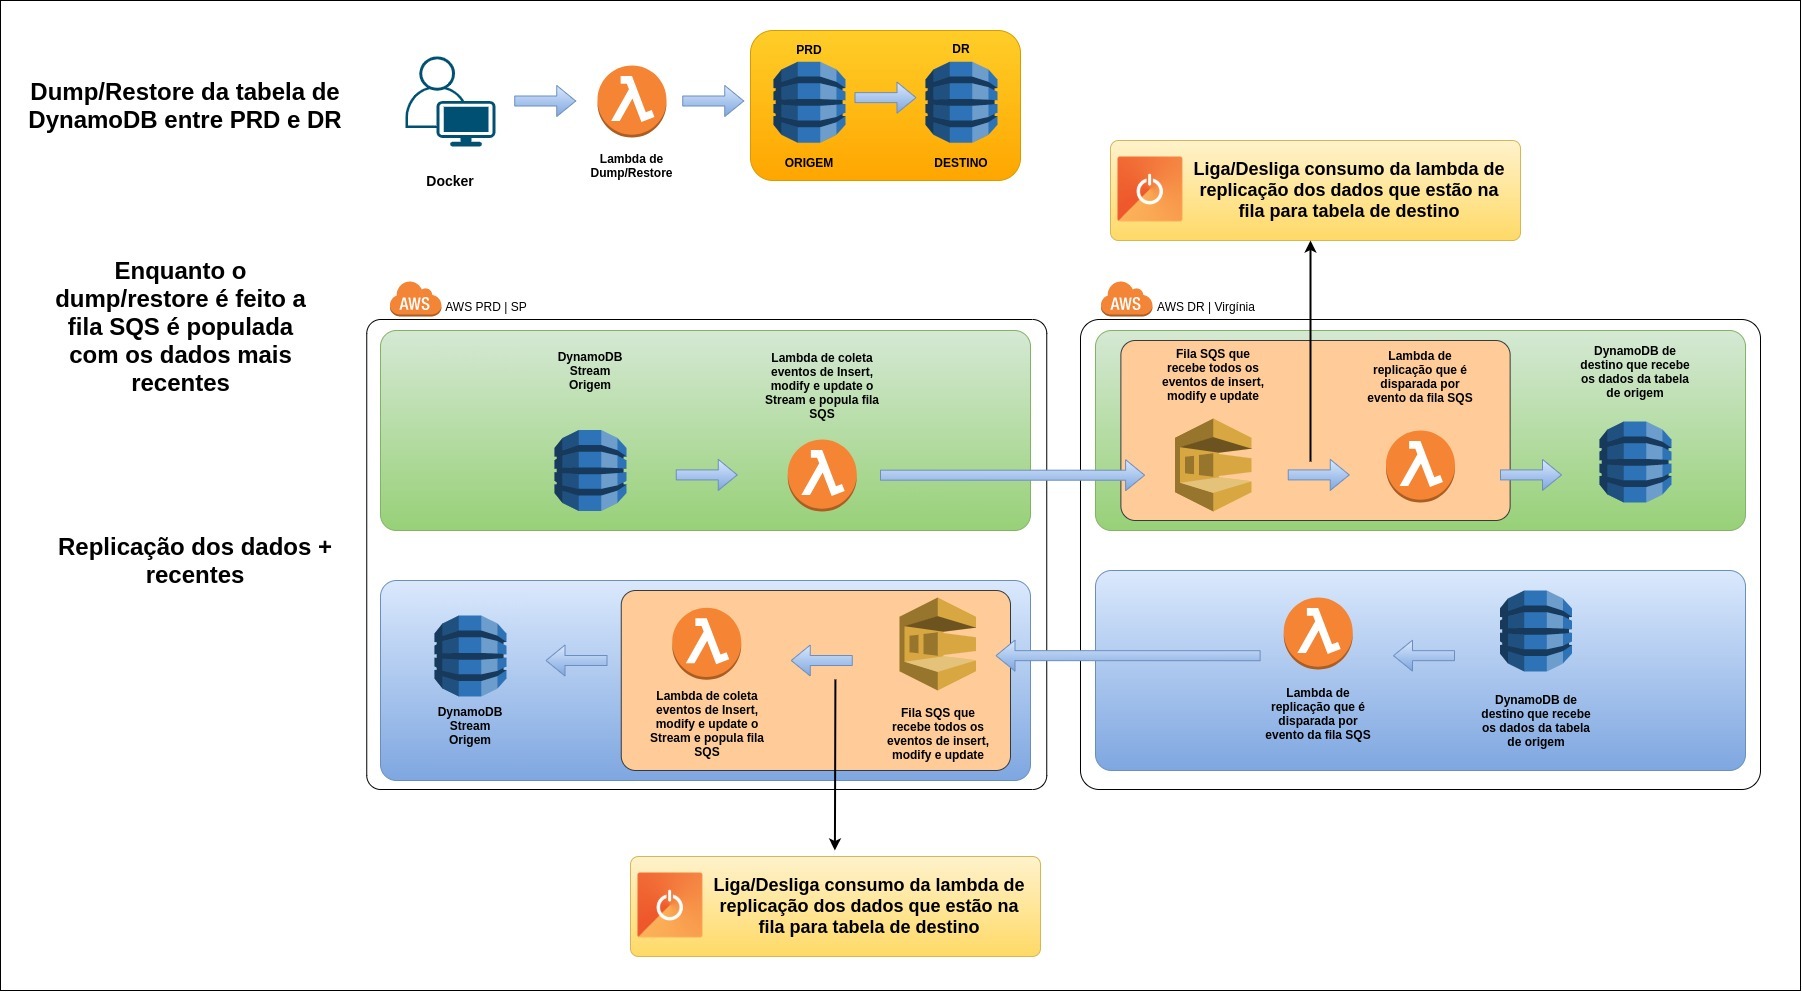 Dump/Restore da tabela de
DynamoDB entre PRD e DR
Docker
Lambda de
Dump/Restore
PRD
ORIGEM
DR
DESTINO
Liga/Desliga consumo da lambda de
replicação dos dados que estão na
fila para tabela de destino
Enquanto o
dump/restore é feito a
fila SQS é populada
com os dados mais
recentes
Replicação dos dados +
recentes
AWS
AWS PRD | SP
DynamoDB
Stream
Origem
Lambda de coleta
eventos de Insert,
modify e update o
Stream e popula fila
SQS
AWS
AWS DR | Virgínia
Fila SQS que
recebe todos os
eventos de insert,
modify e update
Lambda de
replicação que é
disparada por
evento da fila SQS
DynamoDB de
destino que recebe
os dados da tabela
de origem
DynamoDB
Stream
Origem
Lambda de coleta
eventos de Insert,
modify e update o
Stream e popula fila
SQS
Fila SQS que
recebe todos os
eventos de insert,
modify e update
Lambda de
replicação que é
disparada por
evento da fila SQS
DynamoDB de
destino que recebe
os dados da tabela
de origem
Liga/Desliga consumo da lambda de
replicação dos dados que estão na
fila para tabela de destino